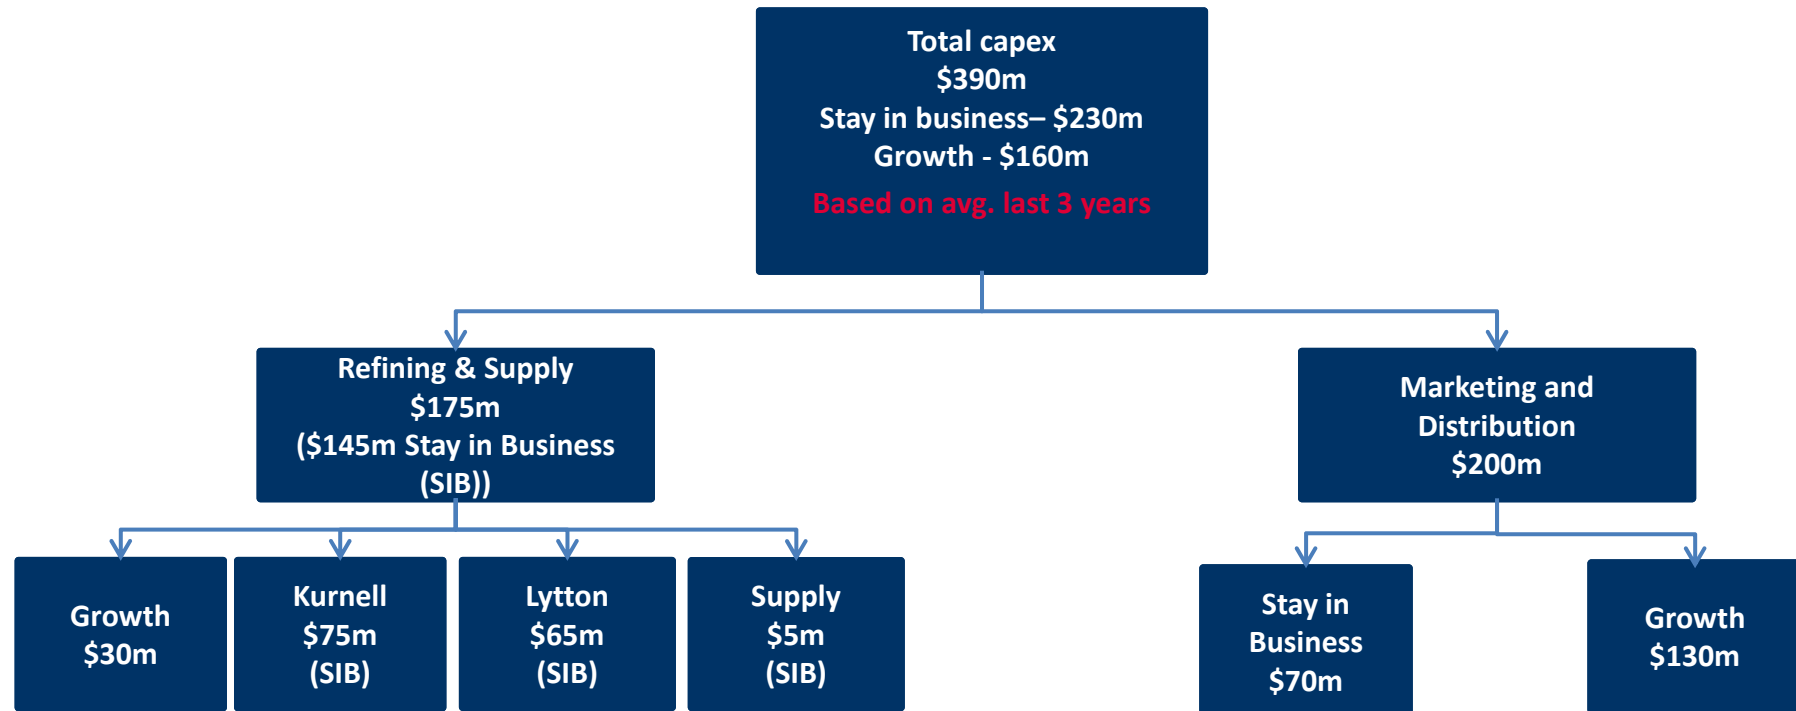 Total capex
$390m
Stay in business– $230m
Growth - $160m
Based on avg. last 3 years
Refining & Supply
$175m
($145m Stay in Business
(SIB))
Marketing and
Distribution
$200m
Growth
$30m
Kurnell
$75m
(SIB)
Lytton
$65m
(SIB)
Supply
$5m
(SIB)
Stay in
Business
$70m
Growth
$130m